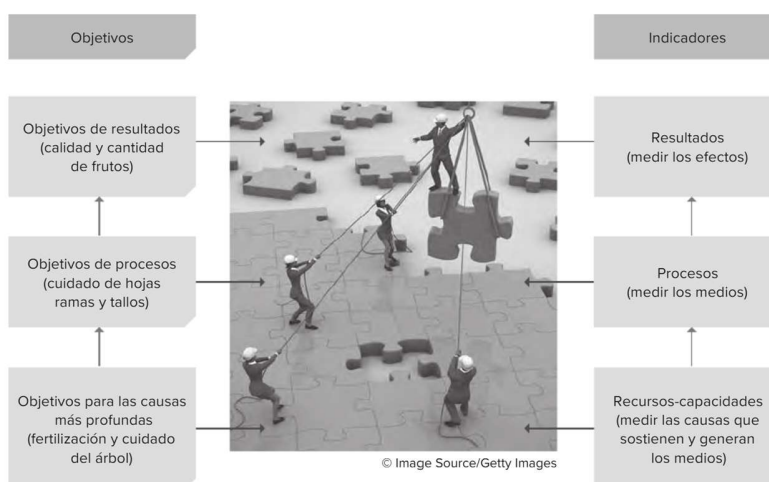 Objetivos
Indicadores
Objetivos de resultados
(calidad y cantidad
de frutos)
Resultados
(medir los efectos)
Objetivos de procesos
(cuidado de hojas
ramas y tallos)
Procesos
(medir los medios)
Objetivos para las causas
más profundas
(fertilización y cuidado
del árbol)
Recursos-capacidades
(medir las causas que
sostienen y generan
los medios)
© Image Source/Getty Images